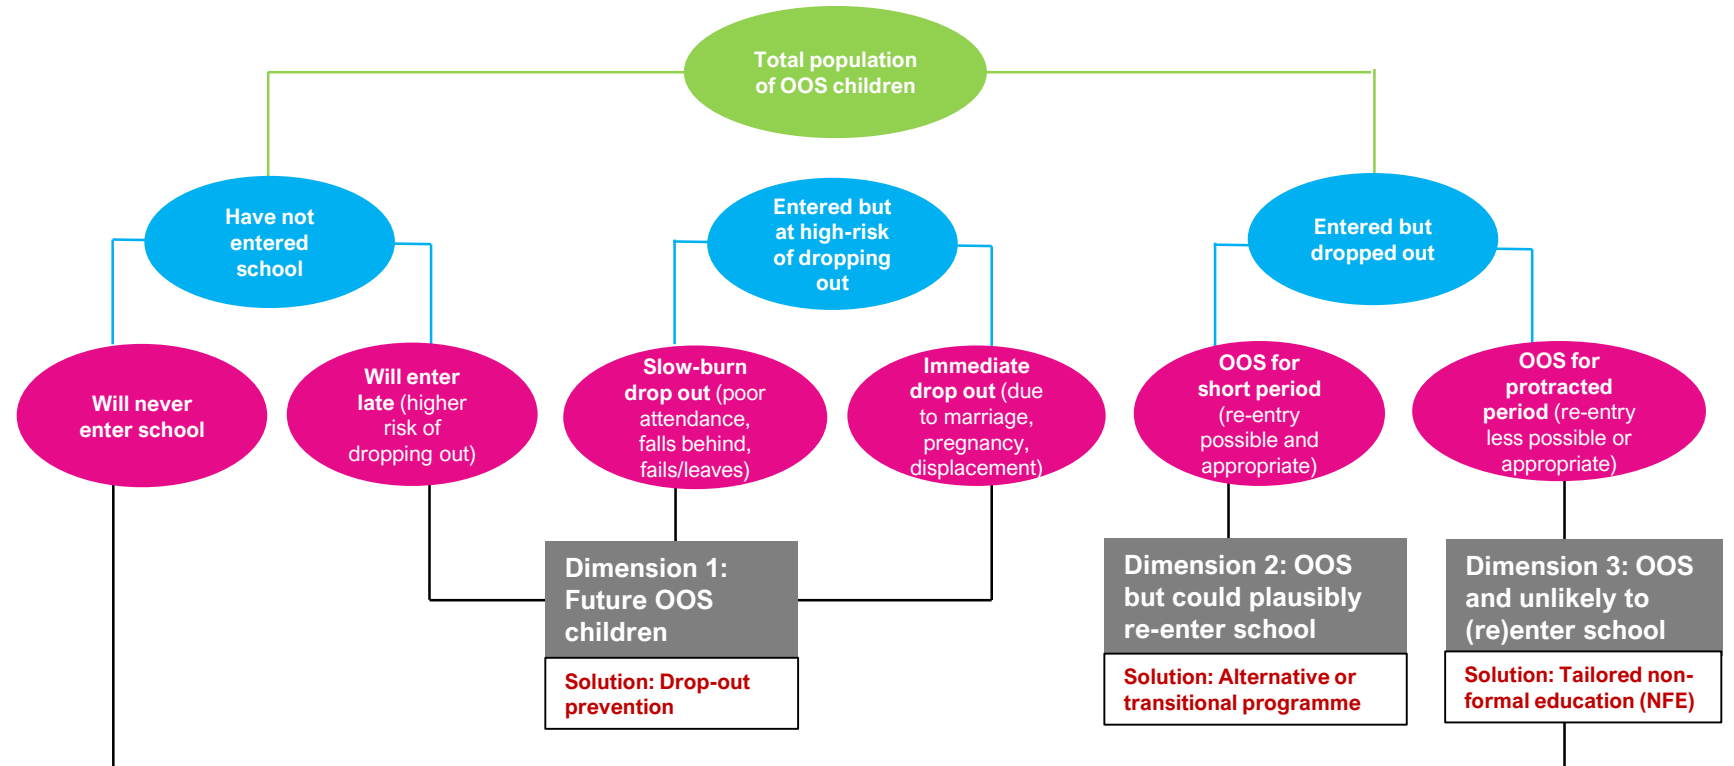 Total population
of OOS children
Have not
entered
school
Entered but
at high-risk
of dropping
out
Entered but
dropped out
Will never
enter school
Will enter
late (higher
risk of
dropping out)
Slow-burn
drop out (poor
attendance,
falls behind,
fails/leaves)
Immediate
drop out (due
to marriage,
pregnancy,
displacement)
OOS for
short period
(re-entry
possible and
appropriate)
OOS for
protracted
period (re-entry
less possible or
appropriate)
Dimension 1:
Future OOS
children
Solution: Drop-out
prevention
Dimension 2: OOS
but could plausibly
re-enter school
Solution: Alternative or
transitional programme
Dimension 3: OOS
and unlikely to
(re)enter school
Solution: Tailored non-
formal education (NFE)